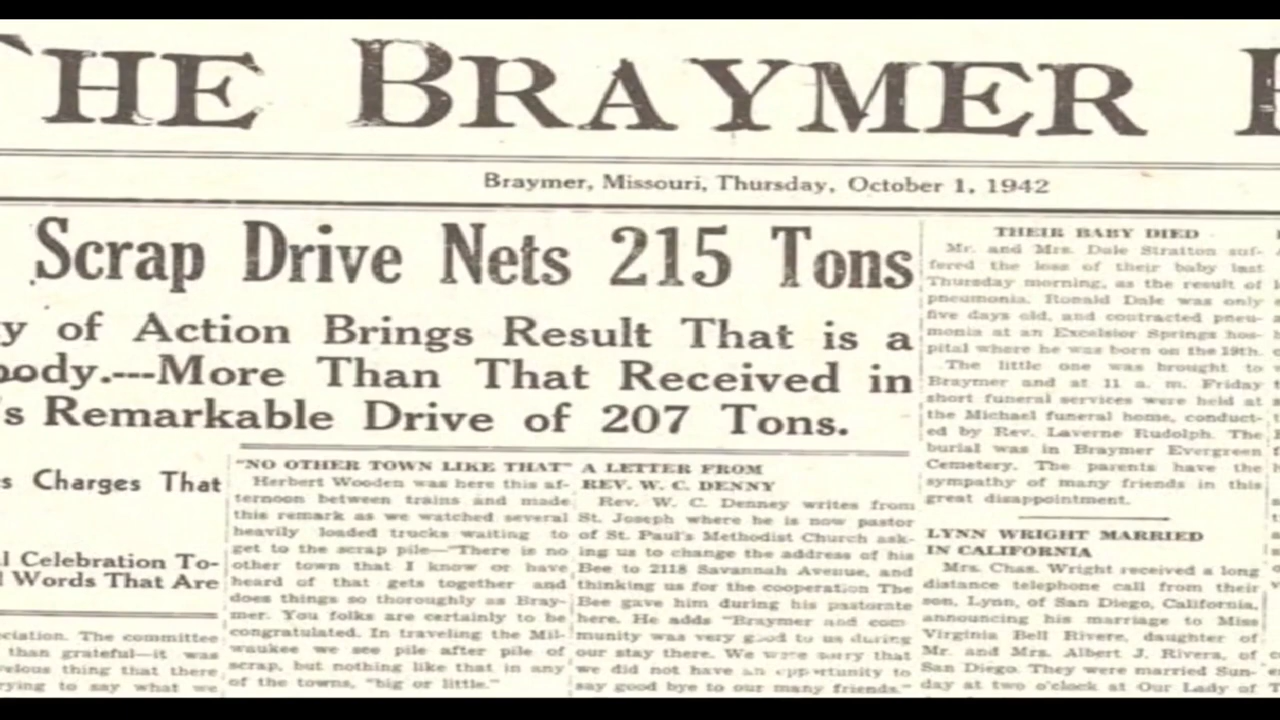 THE BRAYMER
Braymer, Missouri, Thursday, October 1, 1942
Scrap Drive Nets 215 Tons
y of Action Brings Result That is a
body.---More Than That Received in
's Remarkable Drive of 207 Tons.
s Charges That
l Celebration To-
d Words That Are
ciation. The committee
than grateful—it was
velous thing that there
rying to say what we
"NO OTHER TOWN LIKE THAT"
Herbert Wooden was here this af-
ternoon between trains and made
this remark as we watched several
heavily loaded trucks waiting to
get to the scrap pile—"There is no
other town that I know or have
heard of that gets together and
does things so thoroughly as Bray-
mer. You folks are certainly to be
congratulated. In traveling the Mil-
waukee we see pile after pile of
scrap, but nothing like that in any
of the towns, "big or little."
A LETTER FROM
REV. W. C. DENNY
Rev. W. C. Denney writes from
St. Joseph where he is now pastor
of St. Paul's Methodist Church ask-
ing us to change the address of his
Bee to 2118 Savannah Avenue, and
thinking us for the cooperation The
Bee gave him during his pastorate
here. He adds "Braymer and com-
munity was very good to us during
our stay there. We were sorry that
we did not have an opportunity to
say good bye to our many friends."
THEIR BABY DIED
Mr. and Mrs. Dale Stratton suf-
fered the loss of their baby last
Thursday morning, as the result of
pneumonia. Ronald Dale was only
five days old, and contracted pneu-
monia at an Excelsior Springs hos-
pital where he was born on the 19th.
The little one was brought to
Braymer and at 11 a. m. Friday
short funeral services were held at
the Michael funeral home, conduct-
ed by Rev. Laverne Rudolph. The
burial was in Braymer Evergreen
Cemetery. The parents have the
sympathy of many friends in this
great disappointment.
LYNN WRIGHT MARRIED
IN CALIFORNIA
Mrs. Chas. Wright received a long
distance telephone call from their
son, Lynn, of San Diego, California,
announcing his marriage to Miss
Virginia Bell Rivere, daughter of
Mr. and Mrs. Albert J. Rivera, of
San Diego. They were married Sun-
day at two o'clock at Our Lady of